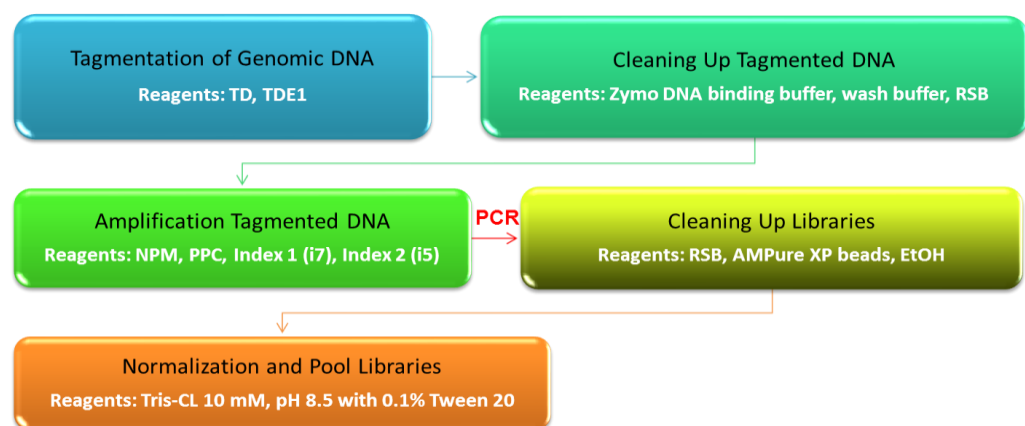 Tagmentation of Genomic DNA
Reagents: TD, TDE1
Cleaning Up Tagmented DNA
Reagents: Zymo DNA binding buffer, wash buffer, RSB
Amplification Tagmented DNA
Reagents: NPM, PPC, Index 1 (i7), Index 2 (i5)
PCR
Cleaning Up Libraries
Reagents: RSB, AMPure XP beads, EtOH
Normalization and Pool Libraries
Reagents: Tris-CL 10 mM, pH 8.5 with 0.1% Tween 20